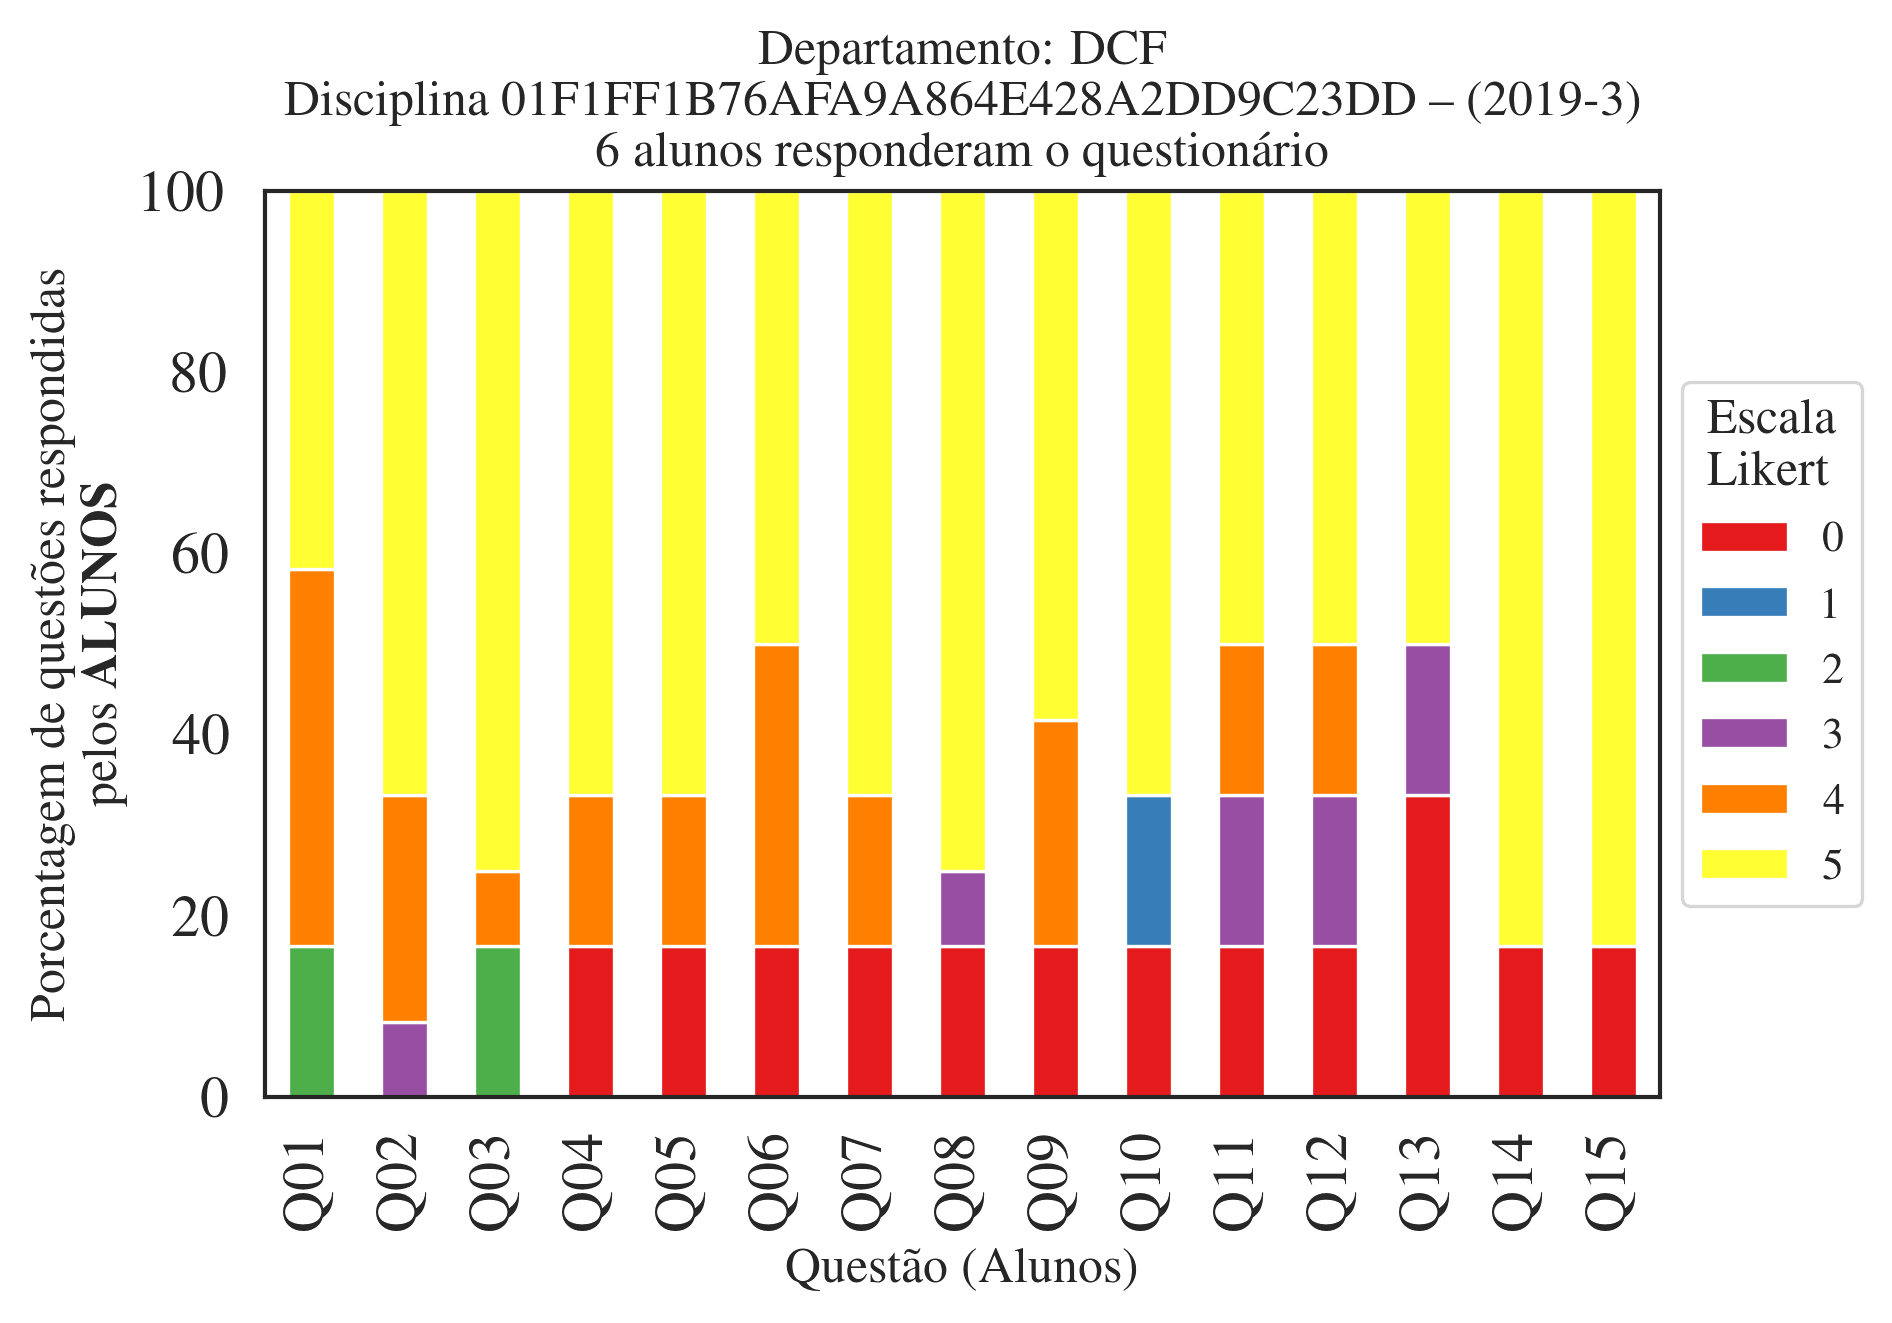 Departamento: DCF
Disciplina 01F1FF1B76AFA9A864E428A2DD9C23DD – (2019-3)
6 alunos responderam o questionário
Porcentagem de questões respondidas
pelos ALUNOS
100
80
60
40
20
0
Q01
Q02
Q03
Q04
Q05
Q06
Q07
Q08
Q09
Q10
Q11
Q12
Q13
Q14
Q15
Questão (Alunos)
Escala
Likert
0
1
2
3
4
5